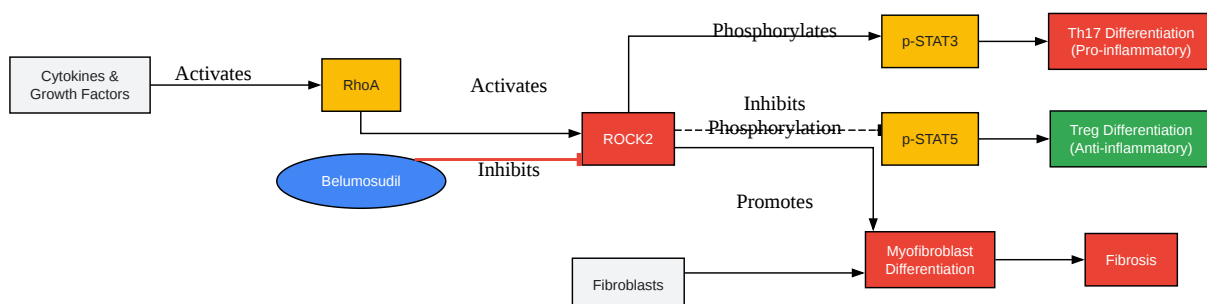 Cytokines &
Growth Factors
Activates
RhoA
Activates
Belumosudil
Inhibits
ROCK2
Phosphorylates
p-STAT3
Th17 Differentiation
(Pro-inflammatory)
Inhibits
Phosphorylation
p-STAT5
Treg Differentiation
(Anti-inflammatory)
Promotes
Fibroblasts
Myofibroblast
Differentiation
Fibrosis